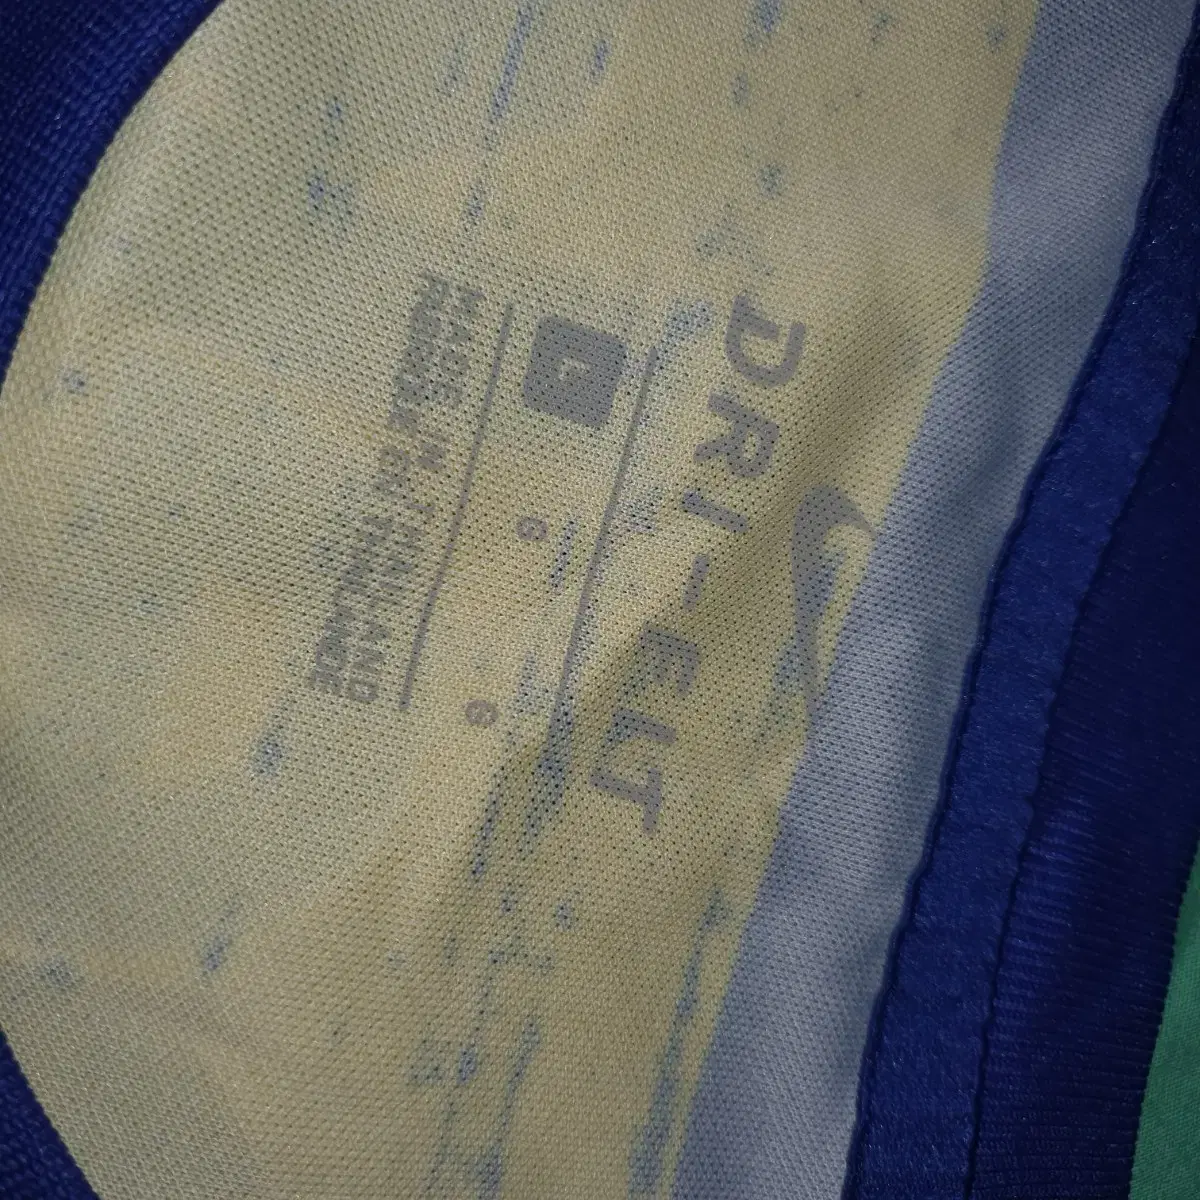 DRI-FIT
L
G G
MADE IN THAILAND
FABRIQUÉ EN THAÏLANDE